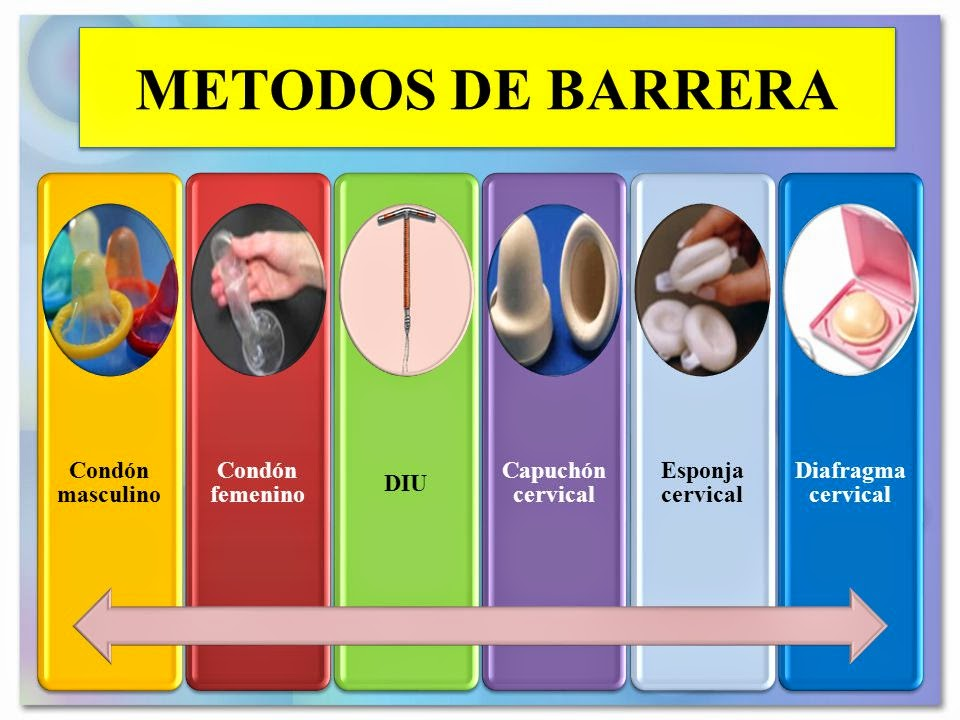 METODOS DE BARRERA
Condón
masculino
Condón
femenino
DIU
Capuchón
cervical
Esponja
cervical
Diafragma
cervical